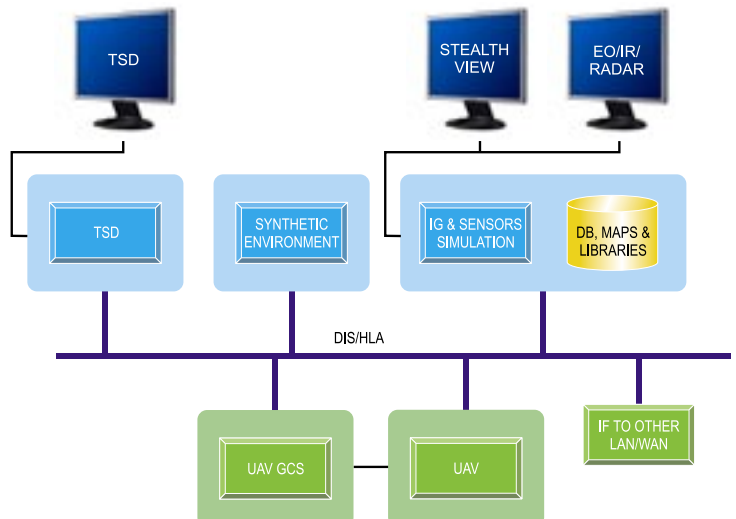 TSD
STEALTH
VIEW
EO/IR/
RADAR
TSD
SYNTHETIC
ENVIRONMENT
IG & SENSORS
SIMULATION
DB, MAPS &
LIBRARIES
DIS/HLA
UAV GCS
UAV
IF TO OTHER
LAN/WAN